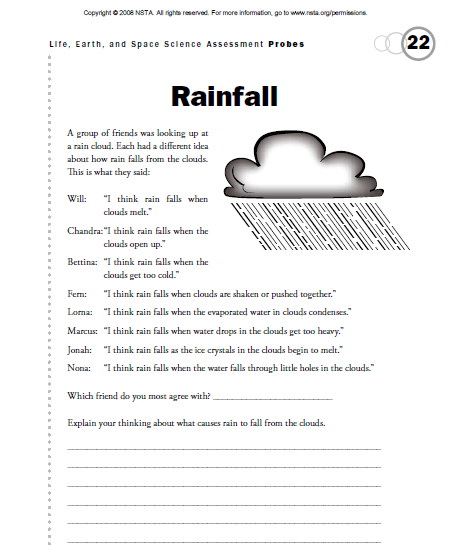 Copyright © 2008 NSTA. All rights reserved. For more information, go to www.nsta.org/permissions.
Life, Earth, and Space Science Assessment Probes
22
Rainfall
A group of friends was looking up at
a rain cloud. Each had a different idea
about how rain falls from the clouds.
This is what they said:
Will: “I think rain falls when
clouds melt.”
Chandra: “I think rain falls when the
clouds open up.”
Bettina: “I think rain falls when the
clouds get too cold.”
Fern: “I think rain falls when clouds are shaken or pushed together.”
Lorna: “I think rain falls when the evaporated water in clouds condenses.”
Marcus: “I think rain falls when water drops in the clouds get too heavy.”
Jonah: “I think rain falls as the ice crystals in the clouds begin to melt.”
Nona: “I think rain falls when the water falls through little holes in the clouds.”
Which friend do you most agree with?
Explain your thinking about what causes rain to fall from the clouds.